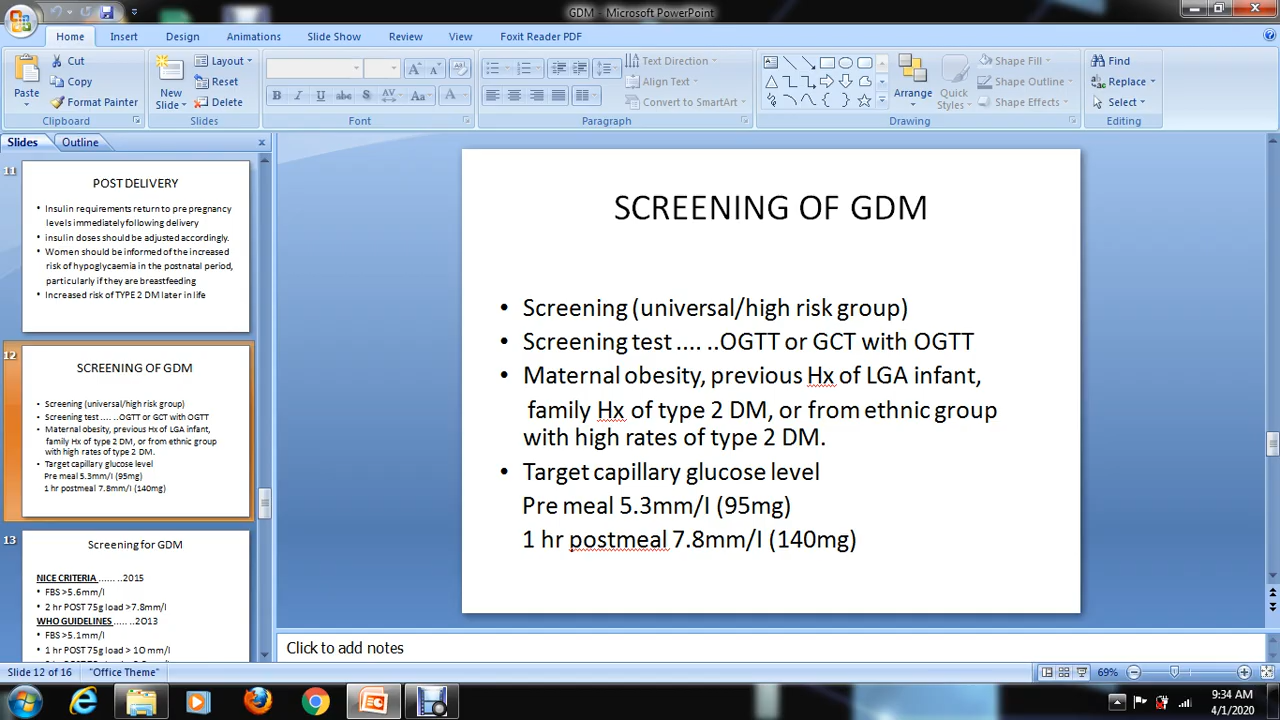 GDM - Microsoft PowerPoint
Home Insert Design Animations Slide Show Review View Foxit Reader PDF
Paste
Cut
Copy
Format Painter
Clipboard
New
Slide
Layout
Reset
Delete
Slides
B I U abc S AV Aa A
Font
Text Direction
Align Text
Convert to SmartArt
Paragraph
Arrange
Quick
Styles
Shape Fill
Shape Outline
Shape Effects
Drawing
Find
Replace
Select
Editing
Slides Outline
11
POST DELIVERY
• Insulin requirements return to pre pregnancy
levels immediately following delivery
• insulin doses should be adjusted accordingly.
• Women should be informed of the increased
risk of hypoglycaemia in the postnatal period,
particularly if they are breastfeeding
• Increased risk of TYPE 2 DM later in life
12
SCREENING OF GDM
• Screening (universal/high risk group)
• Screening test .... ..OGTT or GCT with OGTT
• Maternal obesity, previous Hx of LGA infant,
family Hx of type 2 DM, or from ethnic group
with high rates of type 2 DM.
• Target capillary glucose level
Pre meal 5.3mm/l (95mg)
1 hr postmeal 7.8mm/l (140mg)
13
Screening for GDM
NICE CRITERIA ...... ..2015
• FBS >5.6mm/l
• 2 hr POST 75g load >7.8mm/l
WHO GUIDELINES ..... ..2013
• FBS >5.1mm/l
• 1 hr POST 75g load > 10 mm/l
SCREENING OF GDM
• Screening (universal/high risk group)
• Screening test .... ..OGTT or GCT with OGTT
• Maternal obesity, previous Hx of LGA infant,
family Hx of type 2 DM, or from ethnic group
with high rates of type 2 DM.
• Target capillary glucose level
Pre meal 5.3mm/l (95mg)
1 hr postmeal 7.8mm/l (140mg)
Click to add notes
Slide 12 of 16 "Office Theme" 69%
9:34 AM
4/1/2020